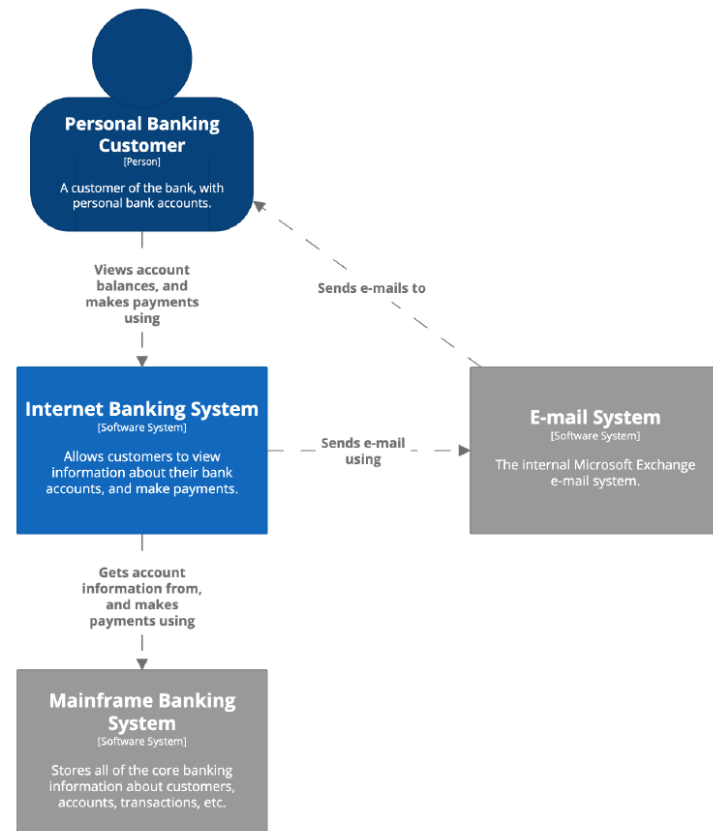 Personal Banking
Customer
[Person]
A customer of the bank, with
personal bank accounts.
Views account
balances, and
makes payments
using
Sends e-mails to
Internet Banking System
[Software System]
Allows customers to view
information about their bank
accounts, and make payments.
Sends e-mail
using
E-mail System
[Software System]
The internal Microsoft Exchange
e-mail system.
Gets account
information from,
and makes
payments using
Mainframe Banking
System
[Software System]
Stores all of the core banking
information about customers,
accounts, transactions, etc.